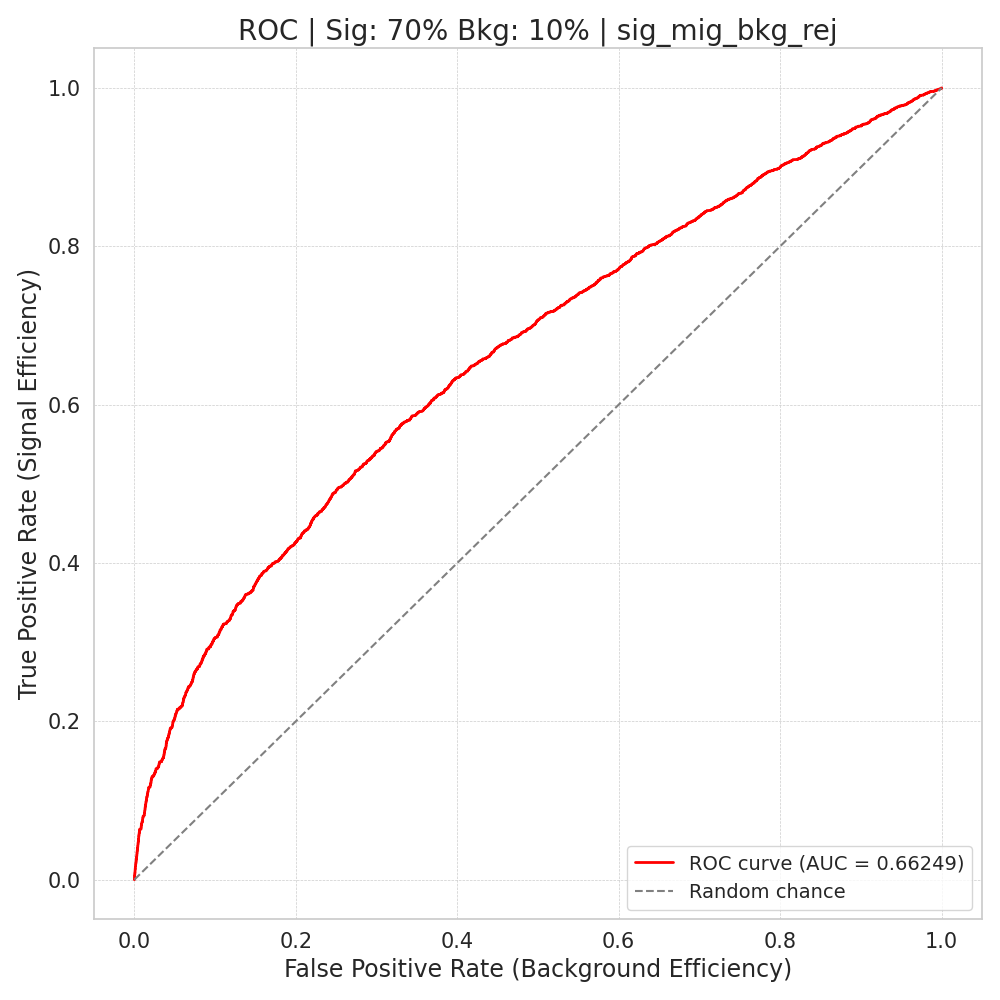 ROC | Sig: 70% Bkg: 10% | sig_mig_bkg_rej
True Positive Rate (Signal Efficiency)
1.0
0.8
0.6
0.4
0.2
0.0
ROC curve (AUC = 0.66249)
Random chance
0.0 0.2 0.4 0.6 0.8 1.0
False Positive Rate (Background Efficiency)